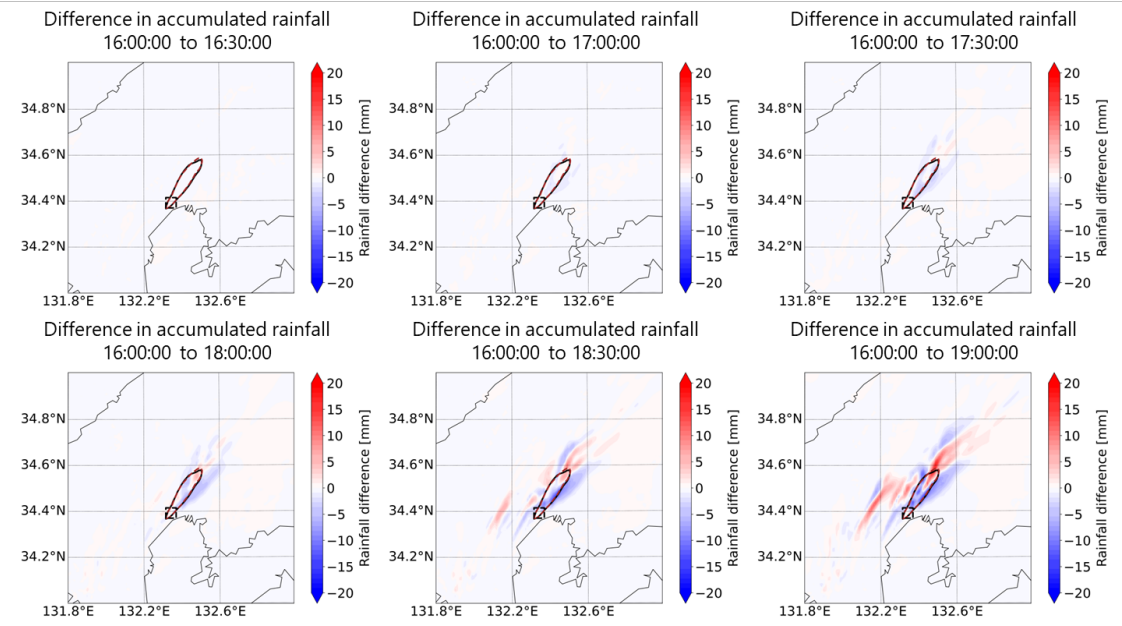 Difference in accumulated rainfall
16:00:00 to 16:30:00
34.8°N
34.6°N
34.4°N
34.2°N
131.8°E
132.2°E
132.6°E
20
15
10
5
0
−5
−10
−15
−20
Rainfall difference [mm]
Difference in accumulated rainfall
16:00:00 to 17:00:00
34.8°N
34.6°N
34.4°N
34.2°N
131.8°E
132.2°E
132.6°E
20
15
10
5
0
−5
−10
−15
−20
Rainfall difference [mm]
Difference in accumulated rainfall
16:00:00 to 17:30:00
34.8°N
34.6°N
34.4°N
34.2°N
131.8°E
132.2°E
132.6°E
20
15
10
5
0
−5
−10
−15
−20
Rainfall difference [mm]
Difference in accumulated rainfall
16:00:00 to 18:00:00
34.8°N
34.6°N
34.4°N
34.2°N
131.8°E
132.2°E
132.6°E
20
15
10
5
0
−5
−10
−15
−20
Rainfall difference [mm]
Difference in accumulated rainfall
16:00:00 to 18:30:00
34.8°N
34.6°N
34.4°N
34.2°N
131.8°E
132.2°E
132.6°E
20
15
10
5
0
−5
−10
−15
−20
Rainfall difference [mm]
Difference in accumulated rainfall
16:00:00 to 19:00:00
34.8°N
34.6°N
34.4°N
34.2°N
131.8°E
132.2°E
132.6°E
20
15
10
5
0
−5
−10
−15
−20
Rainfall difference [mm]